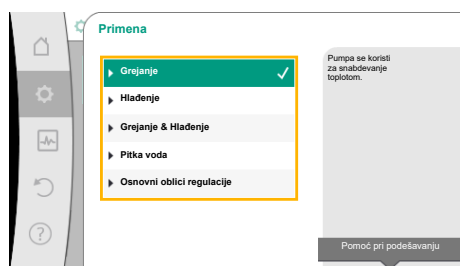 Primena
Grejanje
Hlađenje
Grejanje & Hlađenje
Pitka voda
Osnovni oblici regulacije
Pumpa se koristi
za snabdevanje
toplotom.
Pomoć pri podešavanju